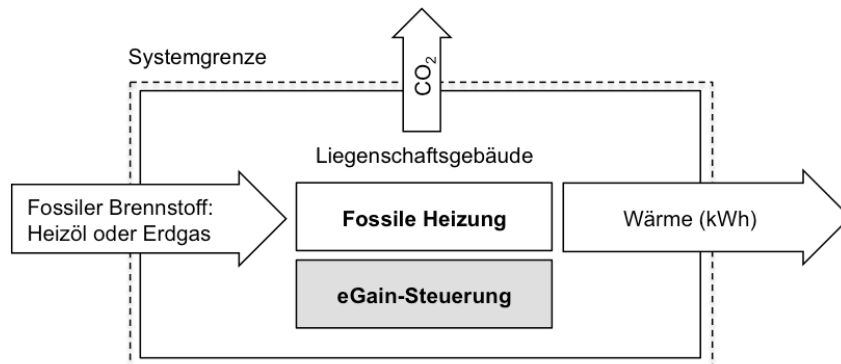 Systemgrenze
CO₂
Liegenschaftsgebäude
Fossiler Brennstoff:
Heizöl oder Erdgas
Fossile Heizung
Wärme (kWh)
eGain-Steuerung